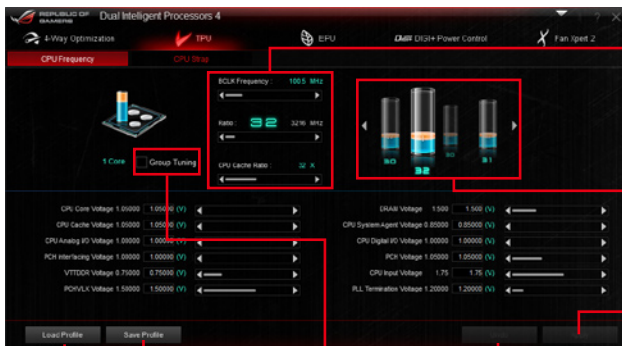 REPUBLIC OF GAMERS Dual Intelligent Processors 4 ? X
4-Way Optimization TPU EPU DIGI+ Power Control Fan Xpert 2
CPU Frequency CPU Strap
BCLK Frequency : 100.5 MHz
Ratio : 32 3216 MHz
1 Core Group Tuning
CPU Cache Ratio : 32 X
30 32 30 31
CPU Core Voltage 1.05000 1.05000 (V)
CPU Cache Voltage 1.05000 1.05000 (V)
CPU Analog I/O Voltage 1.00000 1.00000 (V)
PCH Interfacing Voltage 1.00000 1.00000 (V)
VTTDDR Voltage 0.75000 0.75000 (V)
PCHVLX Voltage 1.50000 1.50000 (V)
DRAM Voltage 1.500 1.500 (V)
CPU System Agent Voltage 0.85000 0.85000 (V)
CPU Digital I/O Voltage 1.00000 1.00000 (V)
PCH Voltage 1.05000 1.05000 (V)
CPU Input Voltage 1.75 1.75 (V)
PLL Termination Voltage 1.20000 1.20000 (V)
Load Profile Save Profile